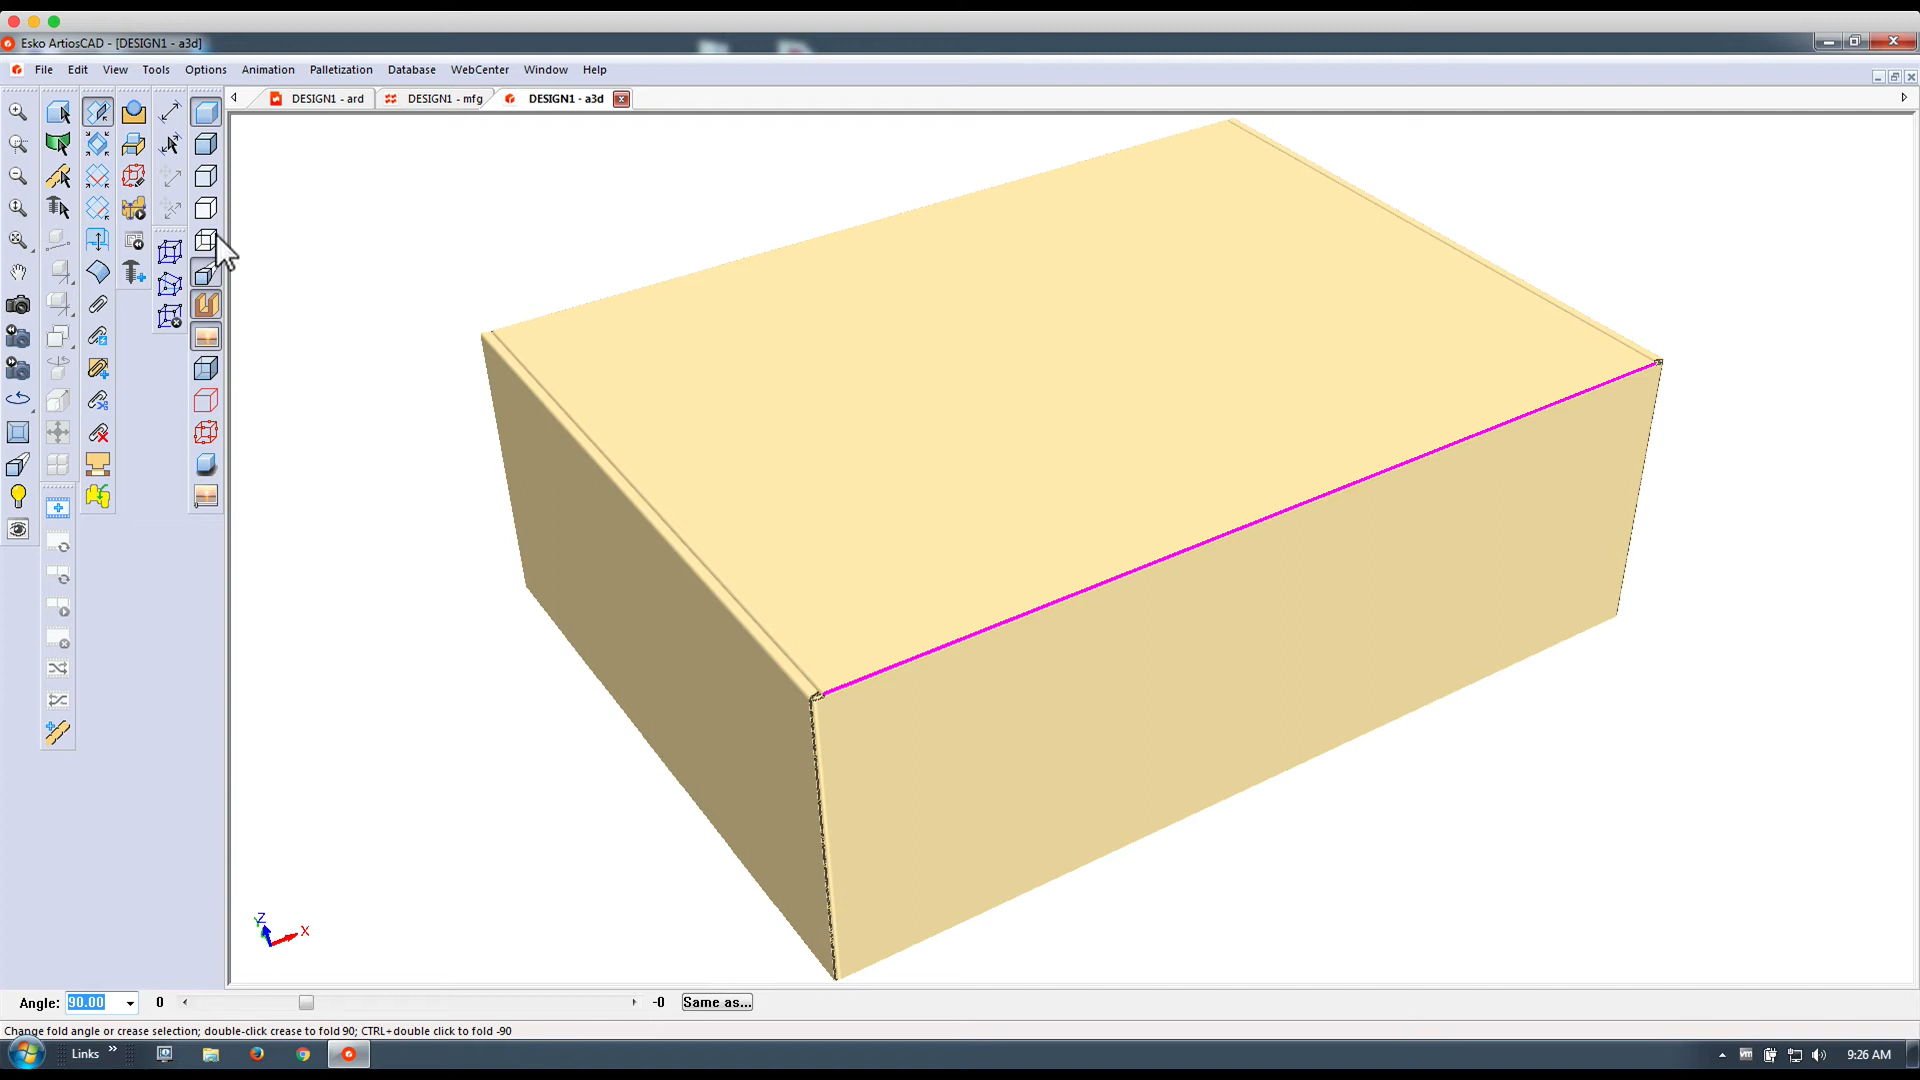 Esko ArtiosCAD - [DESIGN1 - a3d]
File Edit View Tools Options Animation Palletization Database WebCenter Window Help
DESIGN1 - ard DESIGN1 - mfg DESIGN1 - a3d
Z
Y
X
Angle: 90.00 0 -0 Same as...
Change fold angle or crease selection; double-click crease to fold 90; CTRL+double click to fold -90
Links » vm 9:26 AM